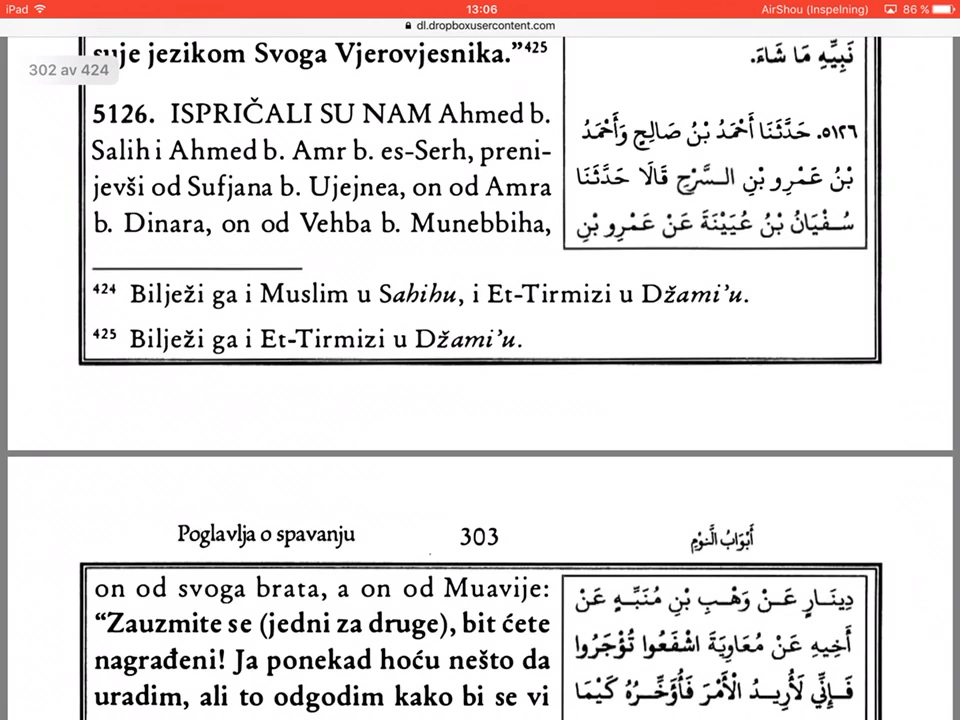 iPad 13:06 AirShou (Inspelning) 86 %
dl.dropboxusercontent.com
302 av 424
suje jezikom Svoga Vjerovjesnika.”425
نَبِيِّهِ مَا شَاءَ.
5126. ISPRIČALI SU NAM Ahmed b.
Salih i Ahmed b. Amr b. es-Serh, preni-
jevši od Sufjana b. Ujejnea, on od Amra
b. Dinara, on od Vehba b. Munebbiha,
٥١٢٦. حَدَّثَنَا أَحْمَدُ بْنُ صَالِحٍ وَأَحْمَدُ
بْنُ عَمْرِو بْنِ السَّرْحِ قَالَا حَدَّثَنَا
سُفْيَانُ بْنُ عُيَيْنَةَ عَنْ عَمْرِو بْنِ
424 Bilježi ga i Muslim u Sahihu, i Et-Tirmizi u Džami’u.
425 Bilježi ga i Et-Tirmizi u Džami’u.
Poglavlja o spavanju 303 أَبْوَابُ النَّوْمِ
on od svoga brata, a on od Muavije:
“Zauzmite se (jedni za druge), bit ćete
nagrađeni! Ja ponekad hoću nešto da
uradim, ali to odgodim kako bi se vi
دِينَارٍ عَنْ وَهْبِ بْنِ مُنَبِّهٍ عَنْ
أَخِيهِ عَنْ مُعَاوِيَةَ اشْفَعُوا تُؤْجَرُوا
فَإِنِّي لَأُرِيدُ الْأَمْرَ فَأُؤَخِّرُهُ كَيْمَا